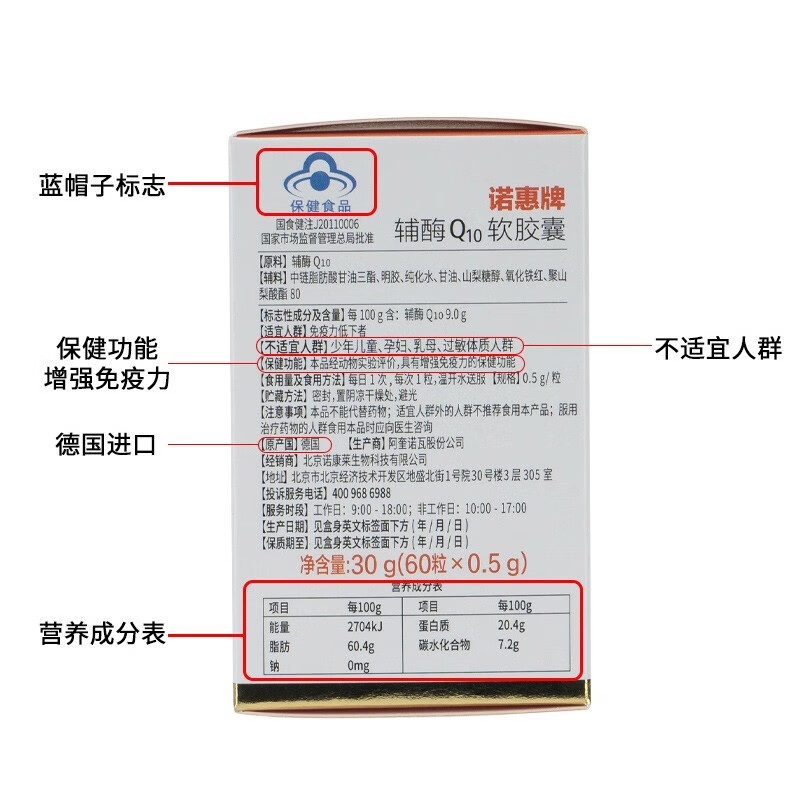 蓝帽子标志
保健食品
国食健注J20110006
国家市场监督管理总局批准
诺惠牌
辅酶Q10软胶囊
【原料】辅酶Q10
【辅料】中链脂肪酸甘油三酯、明胶、纯化水、甘油、山梨糖醇、氧化铁红、聚山
梨酸酯80
【标志性成分及含量】每100g含：辅酶Q10 9.0g
【适宜人群】免疫力低下者
【不适宜人群】少年儿童、孕妇、乳母、过敏体质人群
不适宜人群
保健功能
增强免疫力
【保健功能】本品经动物实验评价，具有增强免疫力的保健功能
【食用量及食用方法】每日1次，每次1粒，温开水送服【规格】0.5g/粒
【贮藏方法】密封，置阴凉干燥处，避光
【注意事项】本品不能代替药物；适宜人群外的人群不推荐食用本产品；服用
治疗药物的人群食用本品时应向医生咨询
德国进口
【原产国】德国 【生产商】阿奎诺瓦股份公司
【经销商】北京诺康莱生物科技有限公司
【地址】北京市北京经济技术开发区地盛北街1号院30号楼3层305室
【投诉服务电话】400 968 6988
【服务时段】工作日：9:00-18:00；非工作日：10:00-17:00
【生产日期】见盒身英文标签面下方(年/月/日)
【保质期至】见盒身英文标签面下方(年/月/日)
净含量:30g(60粒×0.5g)
营养成分表
营养成分表
项目 每100g 项目 每100g
能量 2704kJ 蛋白质 20.4g
脂肪 60.4g 碳水化合物 7.2g
钠 0mg